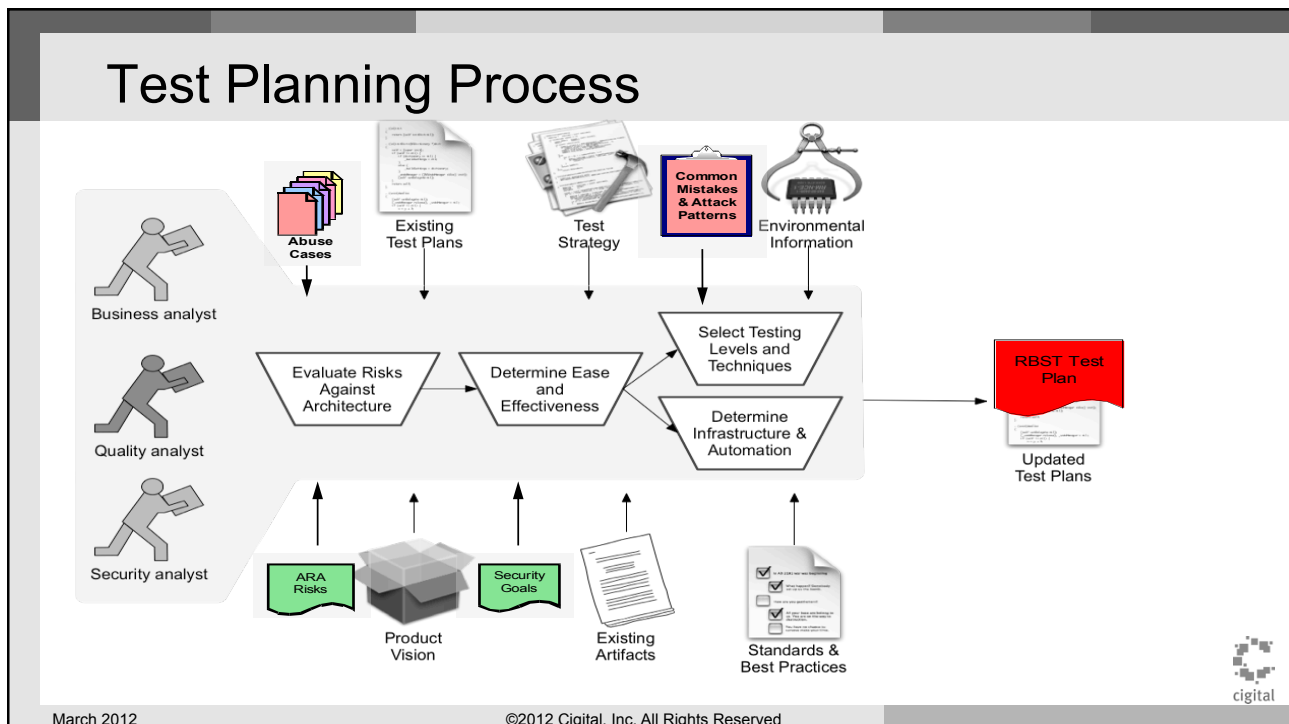 Test Planning Process
Abuse
Cases
Existing
Test Plans
Test
Strategy
Common
Mistakes
& Attack
Patterns
Environmental
Information
Business analyst
Quality analyst
Security analyst
Evaluate Risks
Against
Architecture
Determine Ease
and
Effectiveness
Select Testing
Levels and
Techniques
Determine
Infrastructure &
Automation
RBST Test
Plan
Updated
Test Plans
ARA
Risks
Product
Vision
Security
Goals
Existing
Artifacts
Standards &
Best Practices
cigital
March 2012
©2012 Cigital, Inc. All Rights Reserved